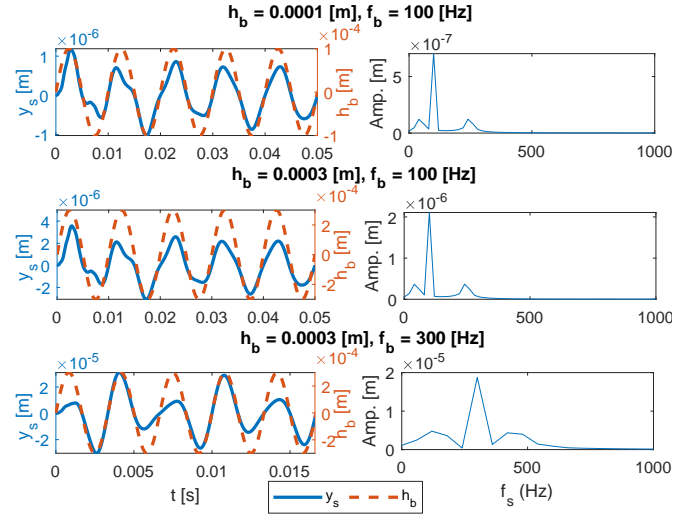 h_b = 0.0001 [m], f_b = 100 [Hz]
×10^-6
×10^-4
×10^-7
1
0
-1
y_s [m]
1
0
-1
h_b [m]
5
0
Amp. [m]
0 0.01 0.02 0.03 0.04 0.05
0 500 1000
h_b = 0.0003 [m], f_b = 100 [Hz]
×10^-6
×10^-4
×10^-6
4
2
0
-2
y_s [m]
2
0
-2
h_b [m]
2
1
0
Amp. [m]
0 0.01 0.02 0.03 0.04 0.05
0 500 1000
h_b = 0.0003 [m], f_b = 300 [Hz]
×10^-5
×10^-4
×10^-5
2
0
-2
y_s [m]
2
0
-2
h_b [m]
2
1
0
Amp. [m]
0 0.005 0.01 0.015
0 500 1000
t [s]
f_s (Hz)
y_s h_b